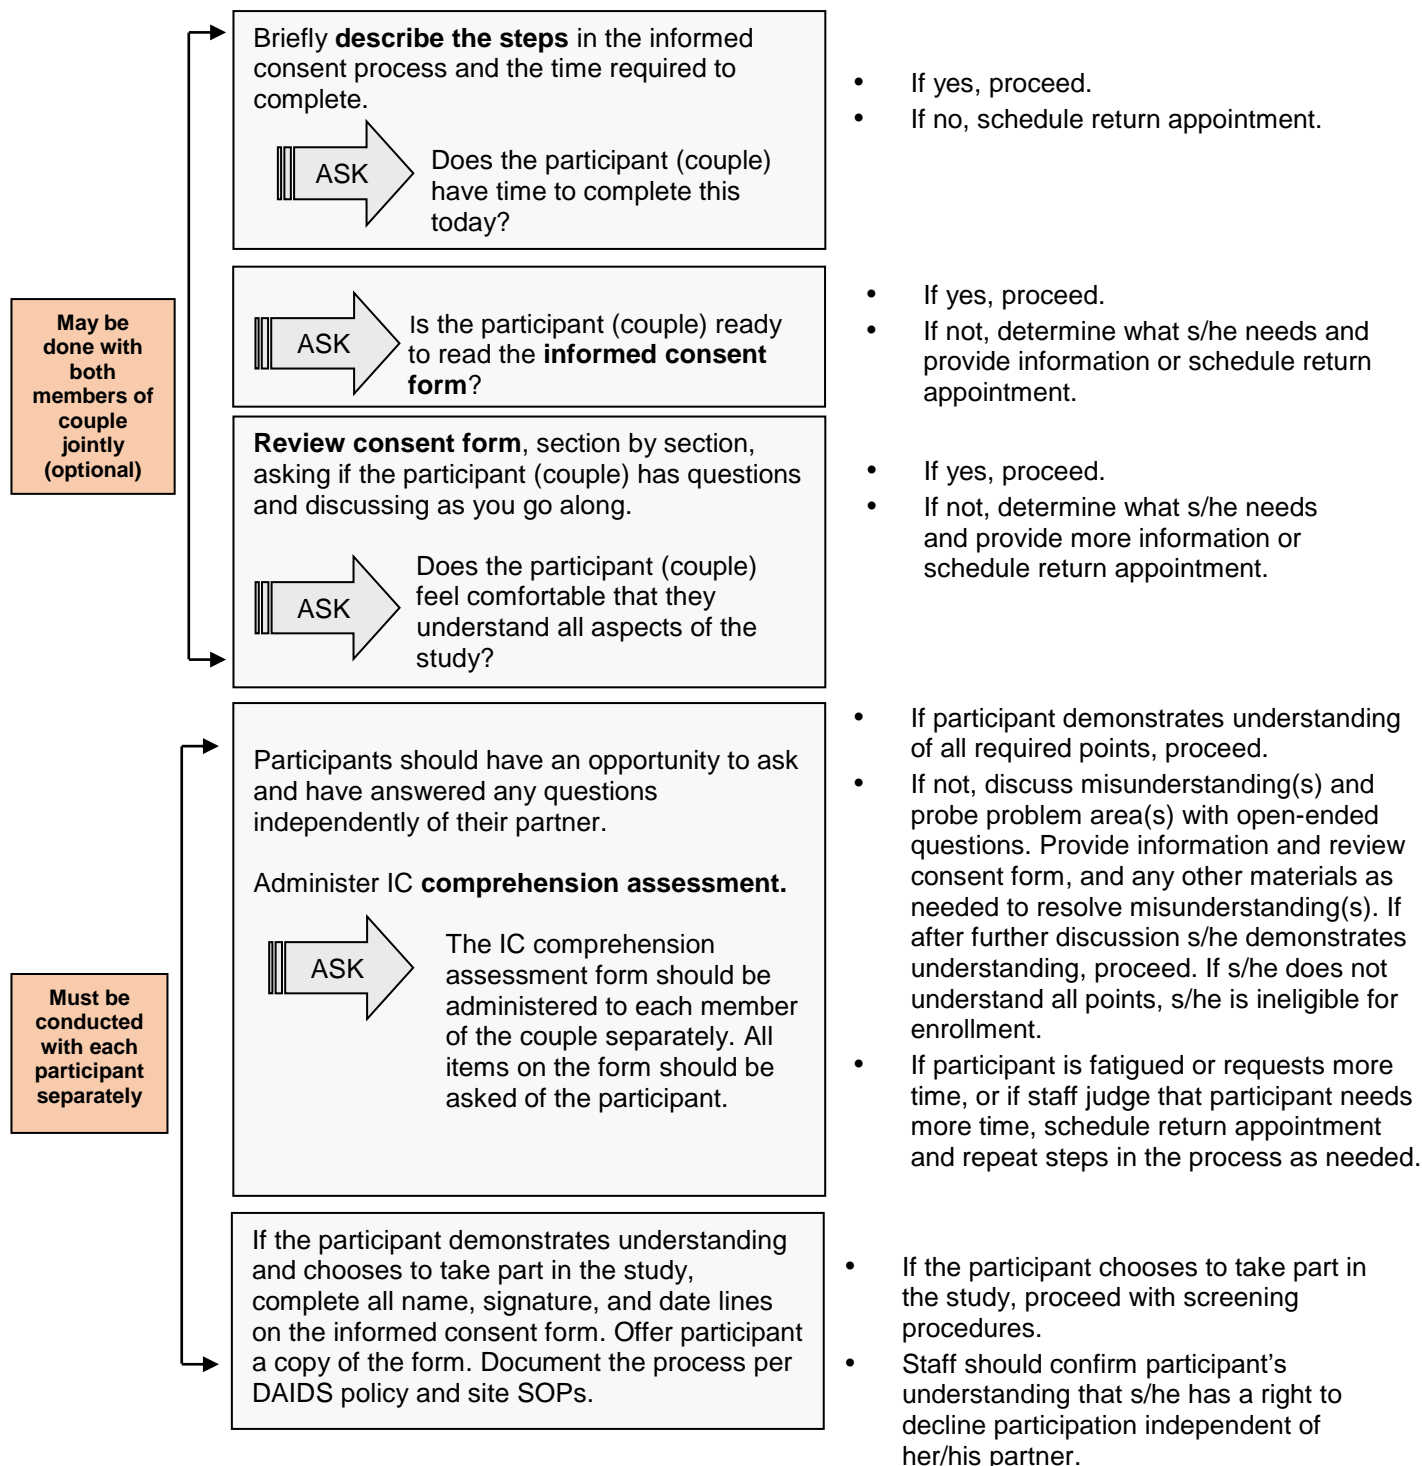 Briefly describe the steps in the informed
consent process and the time required to
complete.
ASK
Does the participant (couple)
have time to complete this
today?
• If yes, proceed.
• If no, schedule return appointment.
May be
done with
both
members of
couple
jointly
(optional)
ASK
Is the participant (couple) ready
to read the informed consent
form?
• If yes, proceed.
• If not, determine what s/he needs and
provide information or schedule return
appointment.
Review consent form, section by section,
asking if the participant (couple) has questions
and discussing as you go along.
ASK
Does the participant (couple)
feel comfortable that they
understand all aspects of the
study?
• If yes, proceed.
• If not, determine what s/he needs
and provide more information or
schedule return appointment.
Must be
conducted
with each
participant
separately
Participants should have an opportunity to ask
and have answered any questions
independently of their partner.
Administer IC comprehension assessment.
ASK
The IC comprehension
assessment form should be
administered to each member
of the couple separately. All
items on the form should be
asked of the participant.
• If participant demonstrates understanding
of all required points, proceed.
• If not, discuss misunderstanding(s) and
probe problem area(s) with open-ended
questions. Provide information and review
consent form, and any other materials as
needed to resolve misunderstanding(s). If
after further discussion s/he demonstrates
understanding, proceed. If s/he does not
understand all points, s/he is ineligible for
enrollment.
• If participant is fatigued or requests more
time, or if staff judge that participant needs
more time, schedule return appointment
and repeat steps in the process as needed.
If the participant demonstrates understanding
and chooses to take part in the study,
complete all name, signature, and date lines
on the informed consent form. Offer participant
a copy of the form. Document the process per
DAIDS policy and site SOPs.
• If the participant chooses to take part in
the study, proceed with screening
procedures.
• Staff should confirm participant's
understanding that s/he has a right to
decline participation independent of
her/his partner.